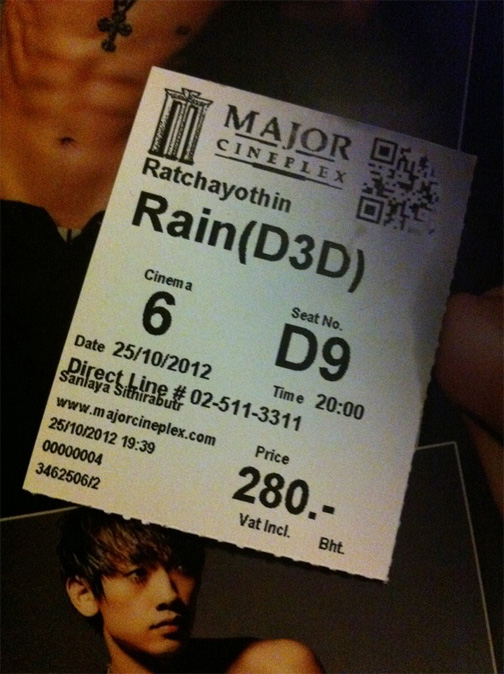 MAJOR
CINEPLEX
Ratchayothin
Rain(D3D)
Cinema
6
Seat No.
D9
Date 25/10/2012
Time 20:00
Direct Line # 02-511-3311
Sanlaya Sithirabutr
www.majorcineplex.com
25/10/2012 19:39
00000004
3462506/2
Price
280.-
Vat Incl. Bht.